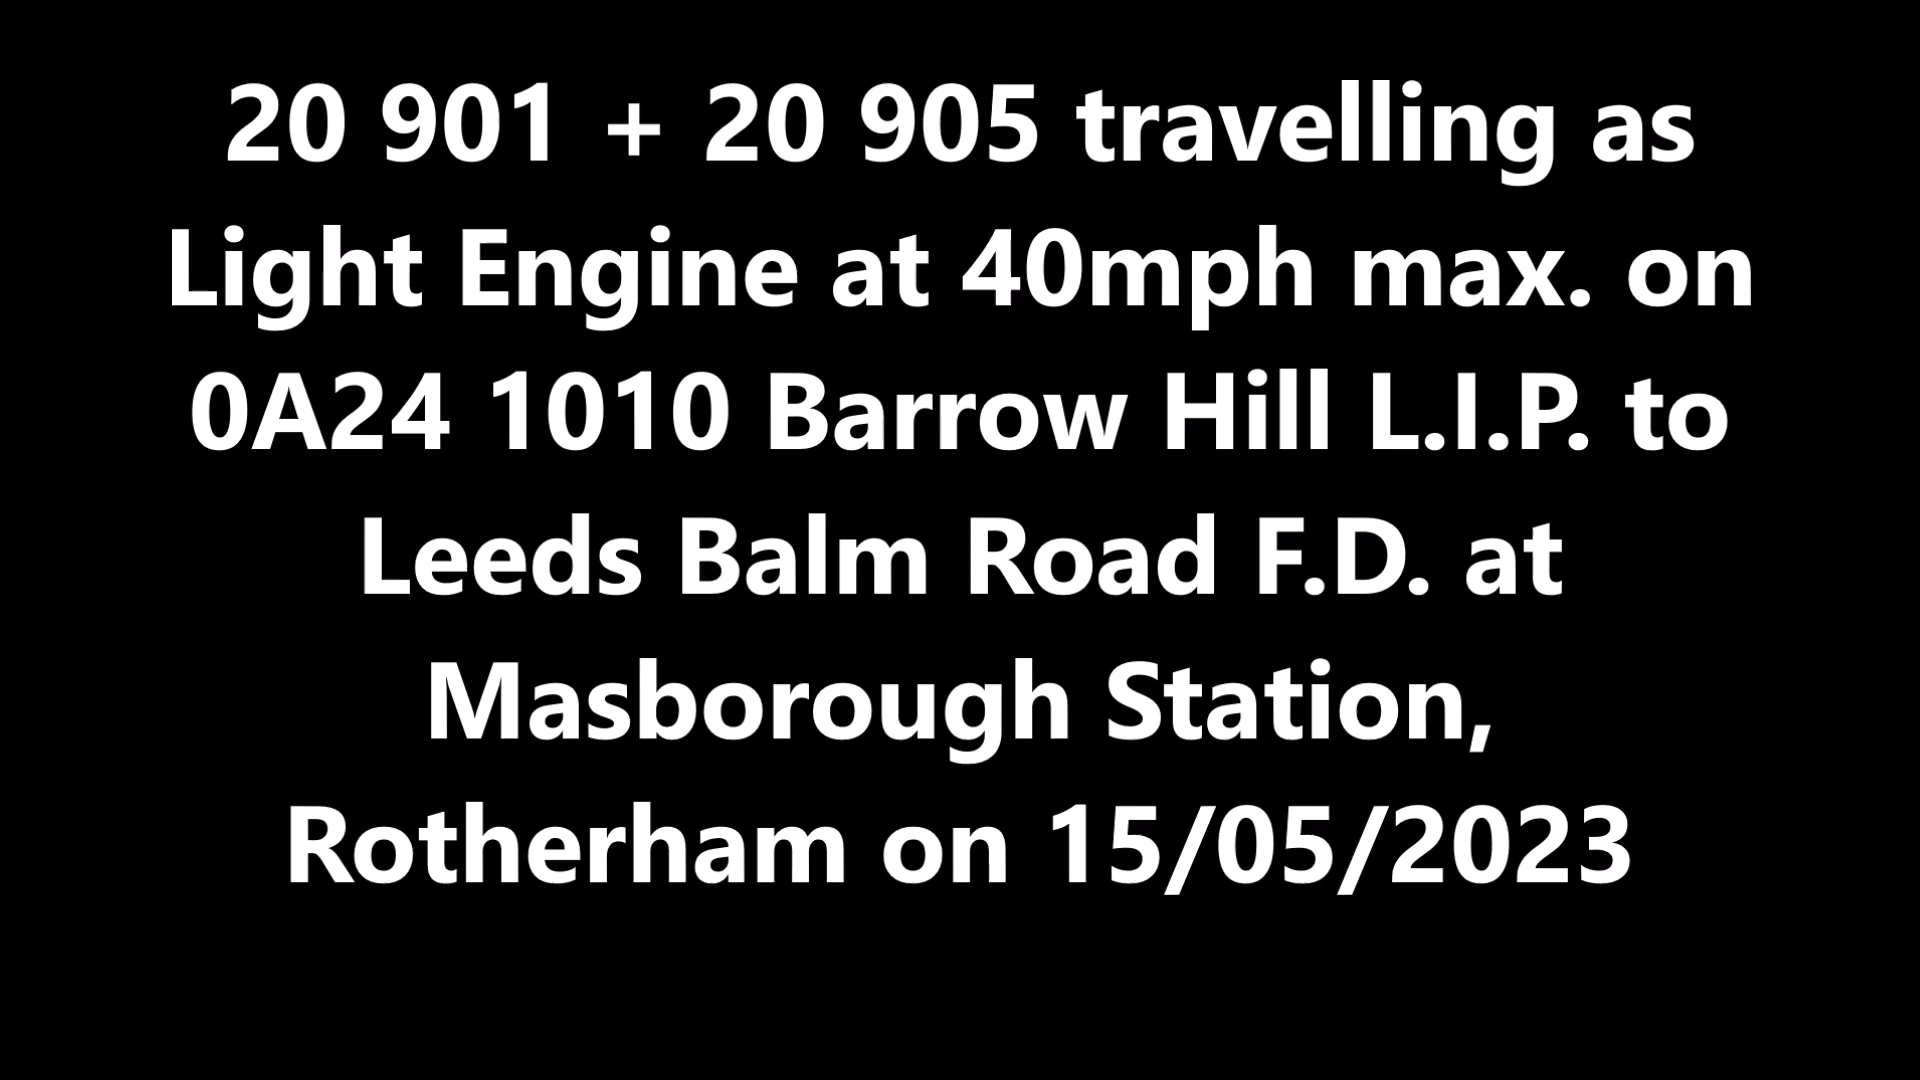 20 901 + 20 905 travelling as
Light Engine at 40mph max. on
0A24 1010 Barrow Hill L.I.P. to
Leeds Balm Road F.D. at
Masborough Station,
Rotherham on 15/05/2023